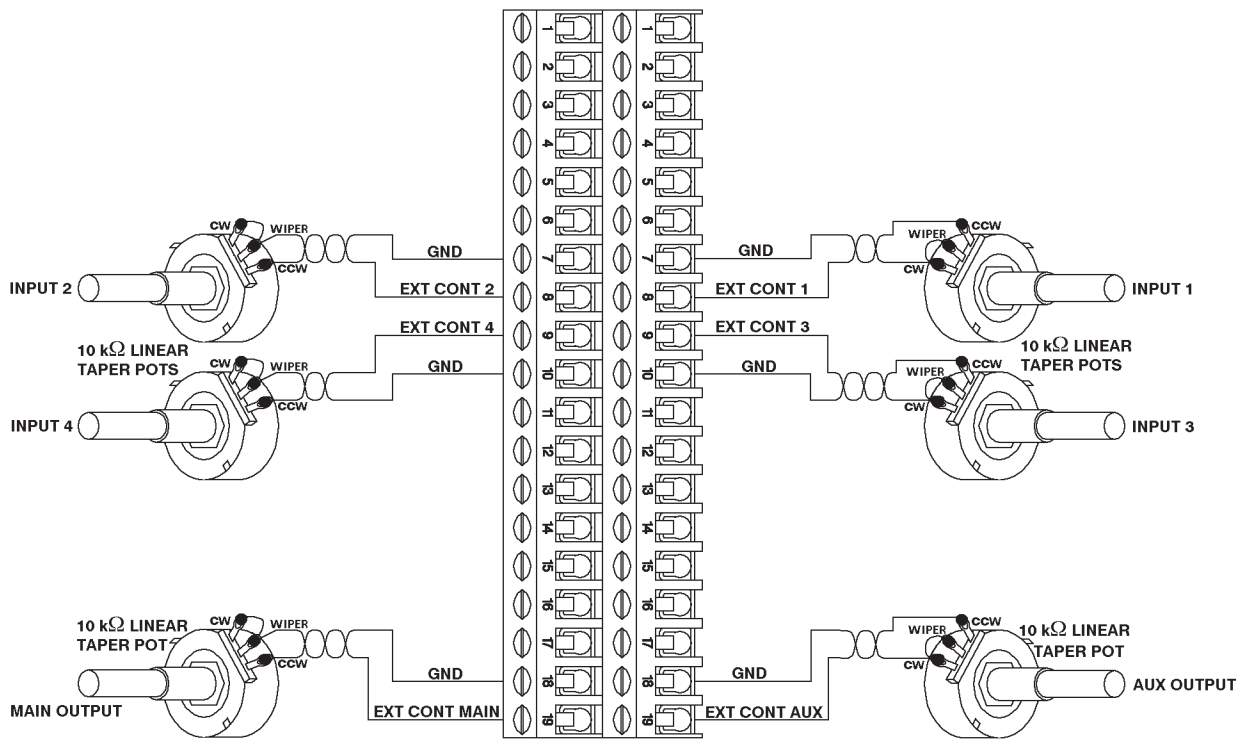 1 1
2 2
3 3
4 4
5 5
6 6
CW WIPER CCW
GND 7 7 GND WIPER
CCW CW
INPUT 2 EXT CONT 2 8 8 EXT CONT 1 INPUT 1
EXT CONT 4 9 9 EXT CONT 3
10 kΩ LINEAR 10 kΩ LINEAR
TAPER POTS TAPER POTS
CW WIPER CCW
GND 10 10 GND WIPER
CCW CW
11 11
INPUT 4 INPUT 3
12 12
13 13
14 14
15 15
16 16
10 kΩ LINEAR CW WIPER CCW 10 kΩ LINEAR
TAPER POT 17 17 WIPER TAPER POT
CCW CW
GND 18 18 GND
MAIN OUTPUT AUX OUTPUT
EXT CONT MAIN 19 19 EXT CONT AUX